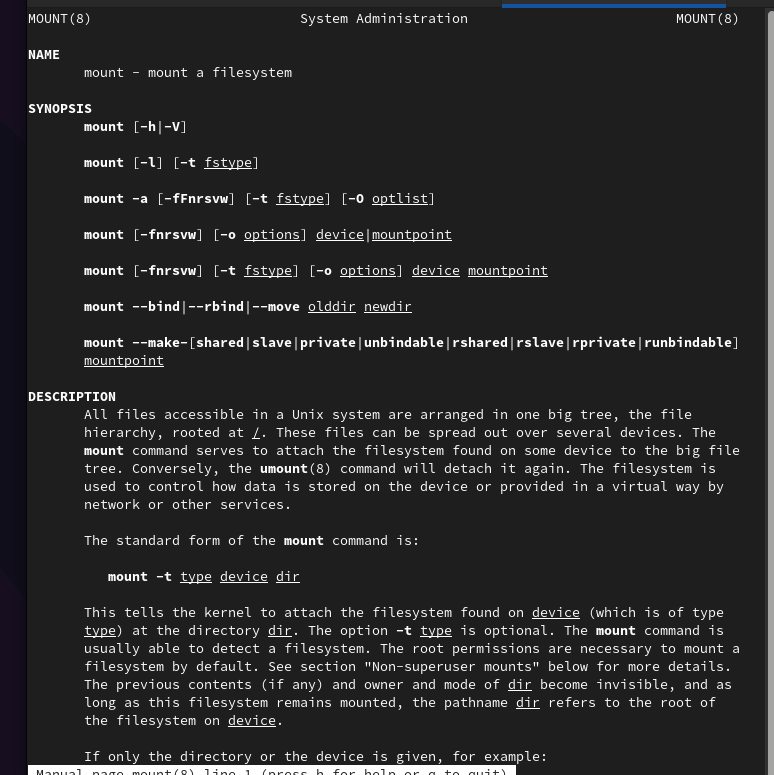 MOUNT(8) System Administration MOUNT(8)
NAME
mount - mount a filesystem
SYNOPSIS
mount [-h|-V]
mount [-l] [-t fstype]
mount -a [-fFnrsvw] [-t fstype] [-O optlist]
mount [-fnrsvw] [-o options] device|mountpoint
mount [-fnrsvw] [-t fstype] [-o options] device mountpoint
mount --bind|--rbind|--move olddir newdir
mount --make-[shared|slave|private|unbindable|rshared|rslave|rprivate|runbindable]
mountpoint
DESCRIPTION
All files accessible in a Unix system are arranged in one big tree, the file
hierarchy, rooted at /. These files can be spread out over several devices. The
mount command serves to attach the filesystem found on some device to the big file
tree. Conversely, the umount(8) command will detach it again. The filesystem is
used to control how data is stored on the device or provided in a virtual way by
network or other services.
The standard form of the mount command is:
mount -t type device dir
This tells the kernel to attach the filesystem found on device (which is of type
type) at the directory dir. The option -t type is optional. The mount command is
usually able to detect a filesystem. The root permissions are necessary to mount a
filesystem by default. See section "Non-superuser mounts" below for more details.
The previous contents (if any) and owner and mode of dir become invisible, and as
long as this filesystem remains mounted, the pathname dir refers to the root of
the filesystem on device.
If only the directory or the device is given, for example:
Manual page mount(8) line 1 (press h for help or q to quit)